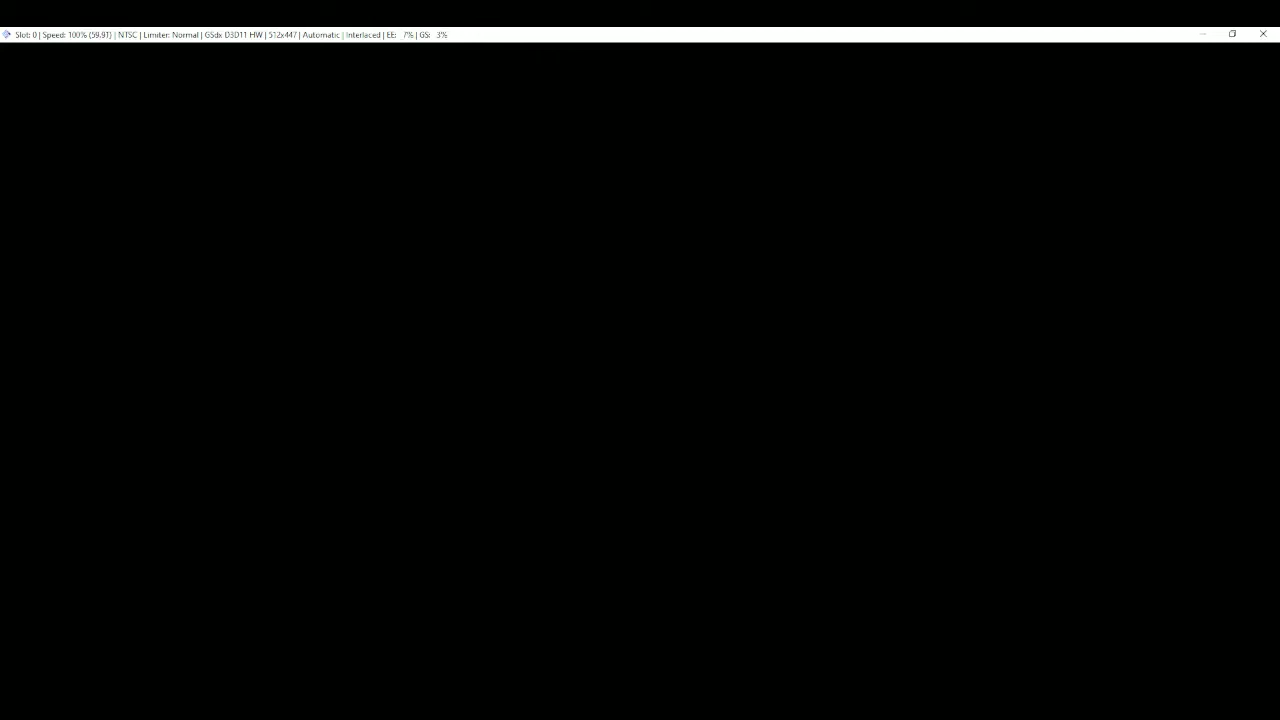 Slot: 0 | Speed: 100% (59.91) | NTSC | Limiter: Normal | GSdx D3D11 HW | 512x447 | Automatic | Interlaced | EE: 7% | GS: 3%